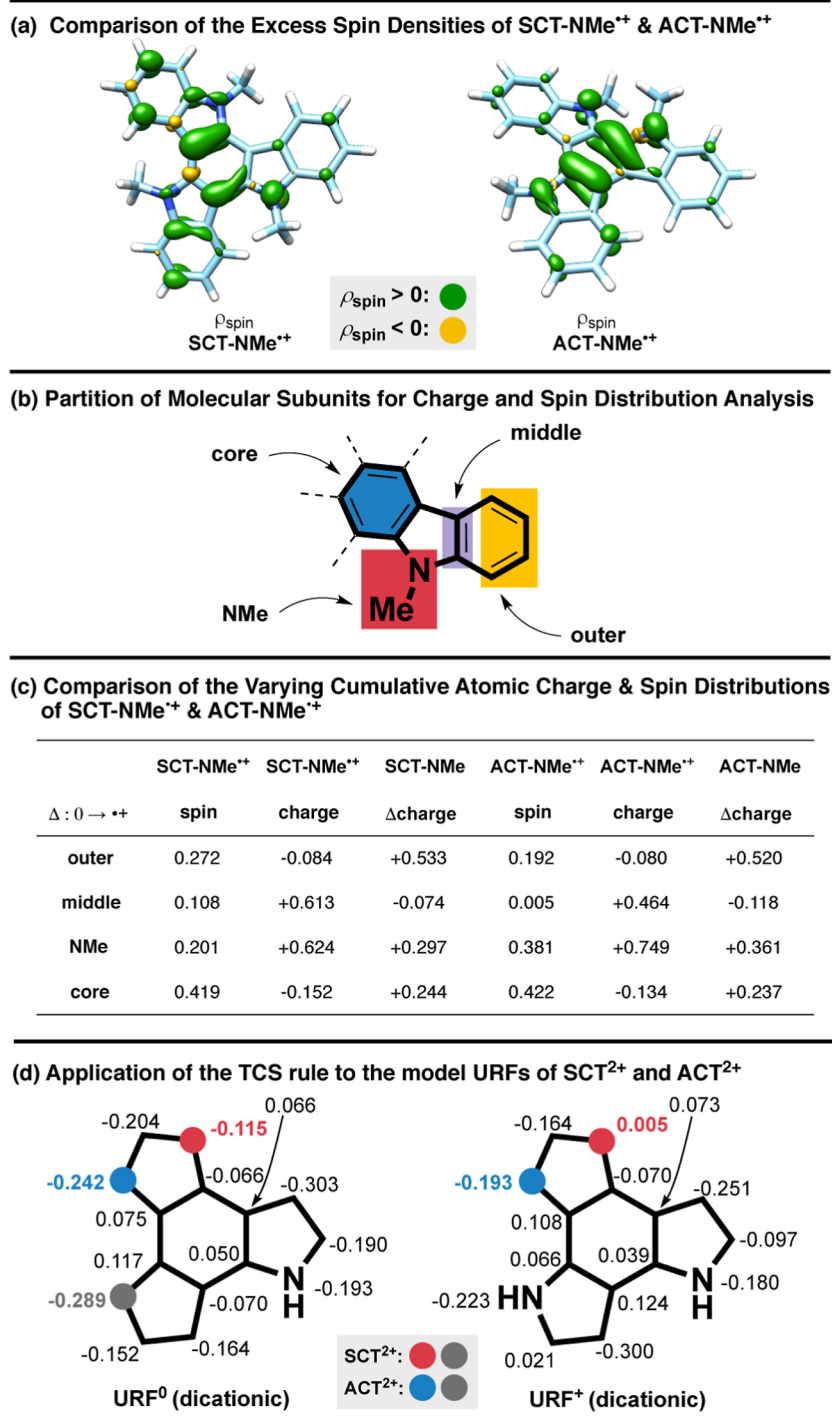 (a) Comparison of the Excess Spin Densities of SCT-NMe•+ & ACT-NMe•+
ρspin
SCT-NMe•+
ρspin > 0:
ρspin < 0:
ρspin
ACT-NMe•+
(b) Partition of Molecular Subunits for Charge and Spin Distribution Analysis
middle
core
N
Me
NMe
outer
(c) Comparison of the Varying Cumulative Atomic Charge & Spin Distributions
of SCT-NMe•+ & ACT-NMe•+
SCT-NMe•+ SCT-NMe•+ SCT-NMe ACT-NMe•+ ACT-NMe•+ ACT-NMe
Δ : 0 → •+ spin charge Δcharge spin charge Δcharge
outer 0.272 -0.084 +0.533 0.192 -0.080 +0.520
middle 0.108 +0.613 -0.074 0.005 +0.464 -0.118
NMe 0.201 +0.624 +0.297 0.381 +0.749 +0.361
core 0.419 -0.152 +0.244 0.422 -0.134 +0.237
(d) Application of the TCS rule to the model URFs of SCT2+ and ACT2+
-0.204
-0.115
0.066
-0.242
-0.066
-0.303
0.075
0.117
0.050
-0.190
N
H
-0.193
-0.289
-0.070
-0.152
-0.164
URF0 (dicationic)
SCT2+:
ACT2+:
-0.164
0.005
0.073
-0.193
-0.070
-0.251
0.108
0.066
0.039
-0.097
N
H
-0.180
-0.223 HN
0.124
0.021
-0.300
URF+ (dicationic)